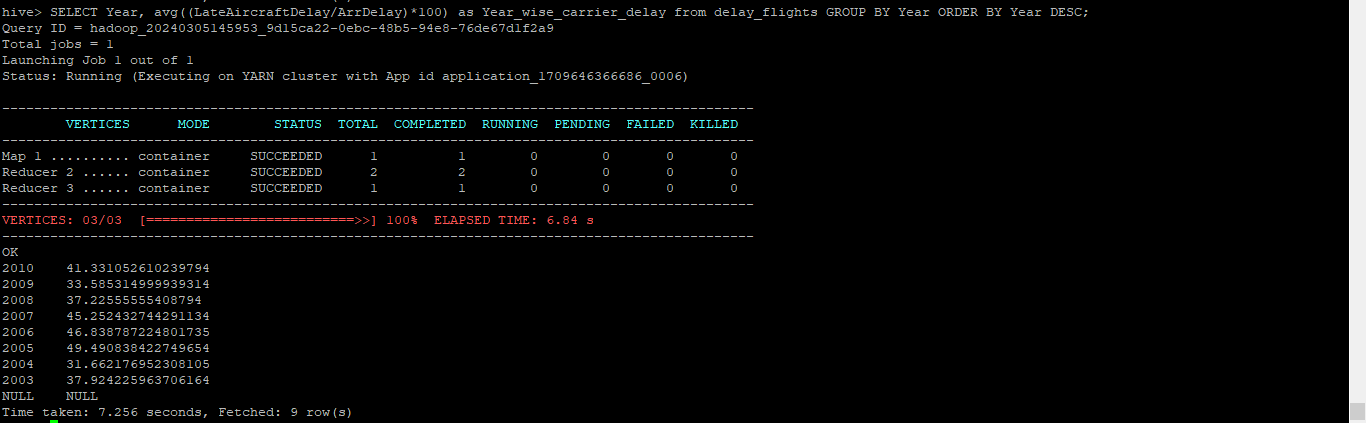 hive> SELECT Year, avg((LateAircraftDelay/ArrDelay)*100) as Year_wise_carrier_delay from delay_flights GROUP BY Year ORDER BY Year DESC;
Query ID = hadoop_20240305145953_9d15ca22-0ebc-48b5-94e8-76de67d1f2a9
Total jobs = 1
Launching Job 1 out of 1
Status: Running (Executing on YARN cluster with App id application_1709646366686_0006)
----------------------------------------------------------------------------------------------
        VERTICES      MODE        STATUS  TOTAL  COMPLETED  RUNNING  PENDING  FAILED  KILLED
----------------------------------------------------------------------------------------------
Map 1 .......... container     SUCCEEDED      1          1        0        0       0       0
Reducer 2 ...... container     SUCCEEDED      2          2        0        0       0       0
Reducer 3 ...... container     SUCCEEDED      1          1        0        0       0       0
----------------------------------------------------------------------------------------------
VERTICES: 03/03  [==========================>>] 100%  ELAPSED TIME: 6.84 s
----------------------------------------------------------------------------------------------
OK
2010    41.331052610239794
2009    33.585314999939314
2008    37.22555555408794
2007    45.252432744291134
2006    46.838787224801735
2005    49.490838422749654
2004    31.662176952308105
2003    37.924225963706164
NULL    NULL
Time taken: 7.256 seconds, Fetched: 9 row(s)